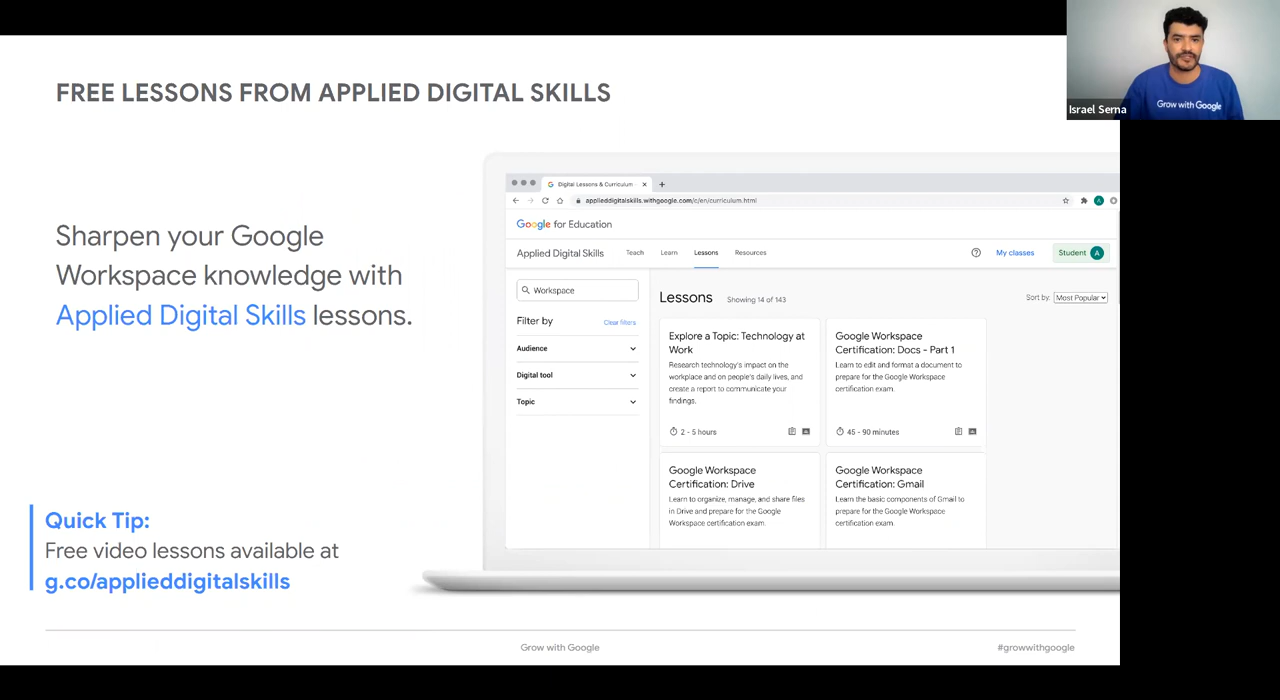 FREE LESSONS FROM APPLIED DIGITAL SKILLS
Israel Serna
Grow with Google
Sharpen your Google
Workspace knowledge with
Applied Digital Skills lessons.
Quick Tip:
Free video lessons available at
g.co/applieddigitalskills
Digital Lessons & Curriculum
applieddigitalskills.withgoogle.com/c/en/curriculum.html
Google for Education
Applied Digital Skills Teach Learn Lessons Resources My classes Student A
Workspace
Filter by Clear filters
Audience
Digital tool
Topic
Lessons Showing 14 of 143 Sort by: Most Popular
Explore a Topic: Technology at
Work
Research technology's impact on the
workplace and on people's daily lives, and
create a report to communicate your
findings.
2 - 5 hours
Google Workspace
Certification: Docs - Part 1
Learn to edit and format a document to
prepare for the Google Workspace
certification exam.
45 - 90 minutes
Google Workspace
Certification: Drive
Learn to organize, manage, and share files
in Drive and prepare for the Google
Workspace certification exam.
Google Workspace
Certification: Gmail
Learn the basic components of Gmail to
prepare for the Google Workspace
certification exam.
Grow with Google
#growwithgoogle